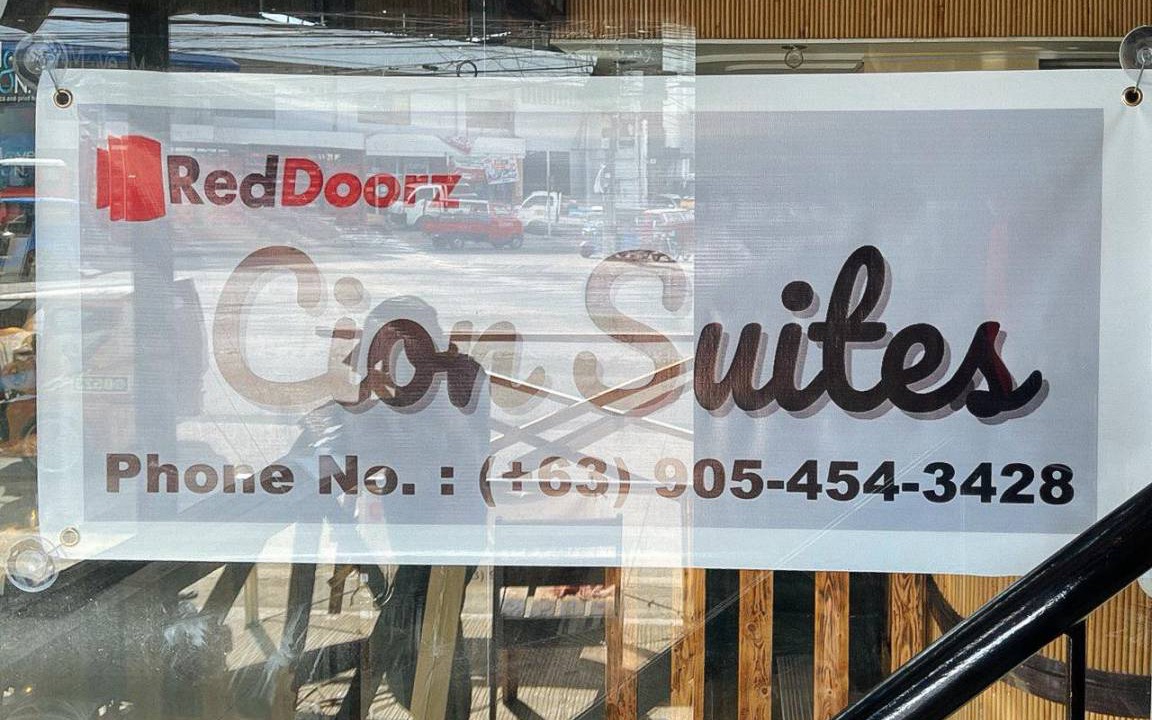 RedDoorz
Cion Suites
Phone No. : (+63) 905-454-3428